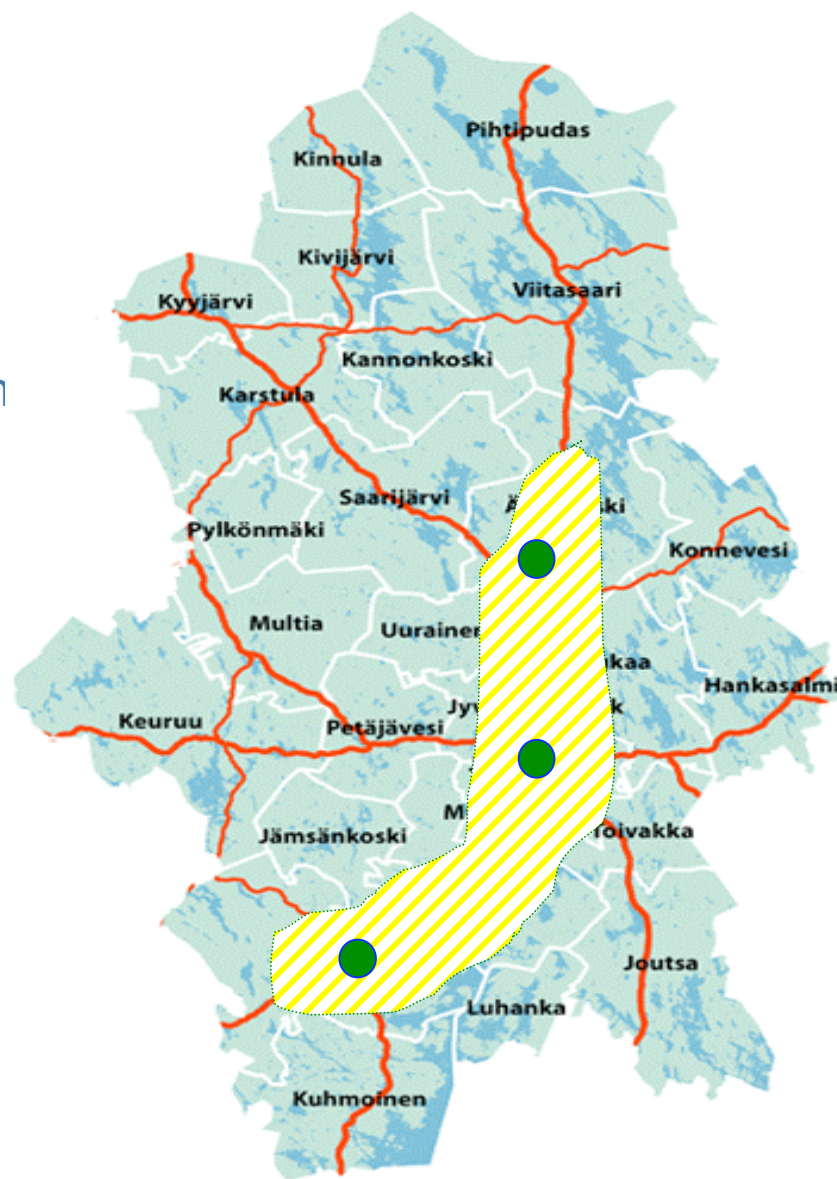 Pihtipudas
Kinnula
Kivijärvi
Viitasaari
Kyyjärvi
Kannonkoski
Karstula
Saarijärvi
Pylkönmäki
Konnevesi
Multia
Uurainen
Hankasalmi
Keuruu
Petäjävesi
Jämsänkoski
Toivakka
Joutsa
Luhanka
Kuhmoinen